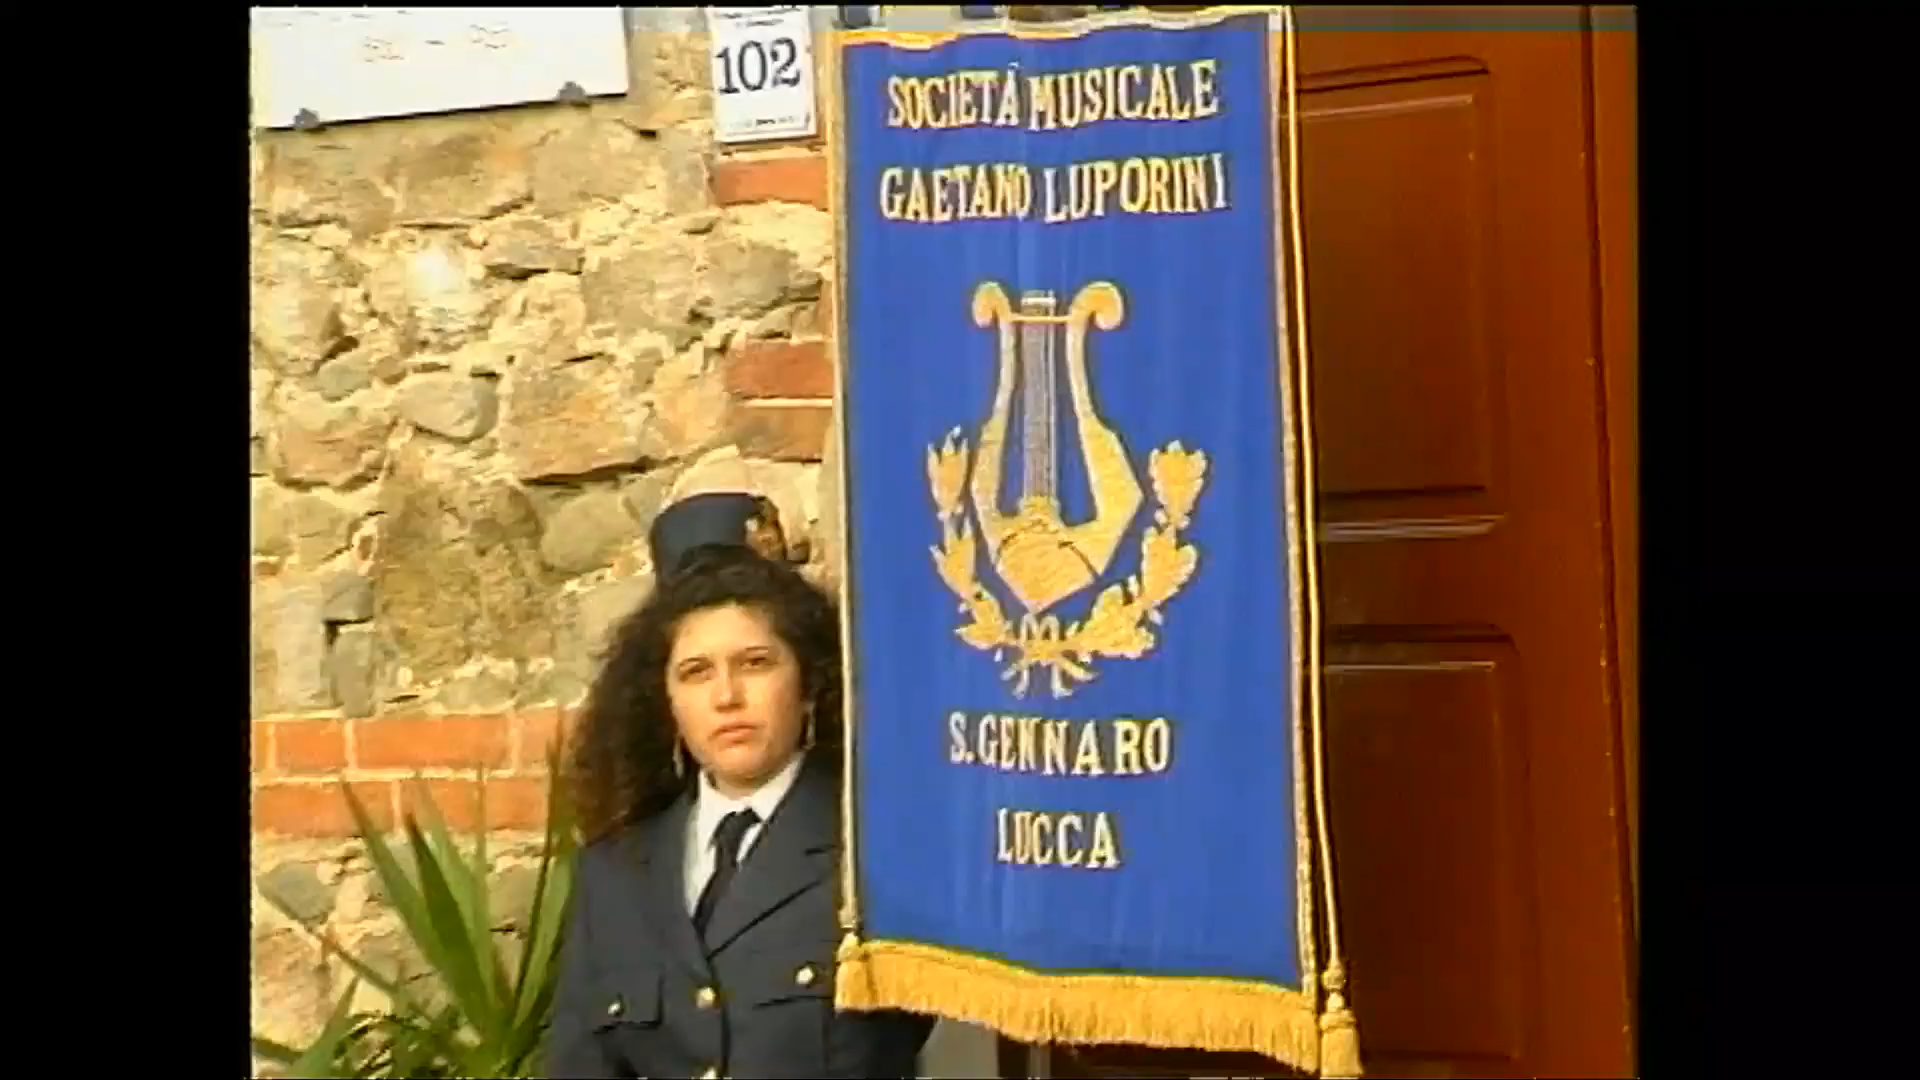 102
SOCIETÀ MUSICALE
GAETANO LUPORINI
S. GENNARO
LUCCA